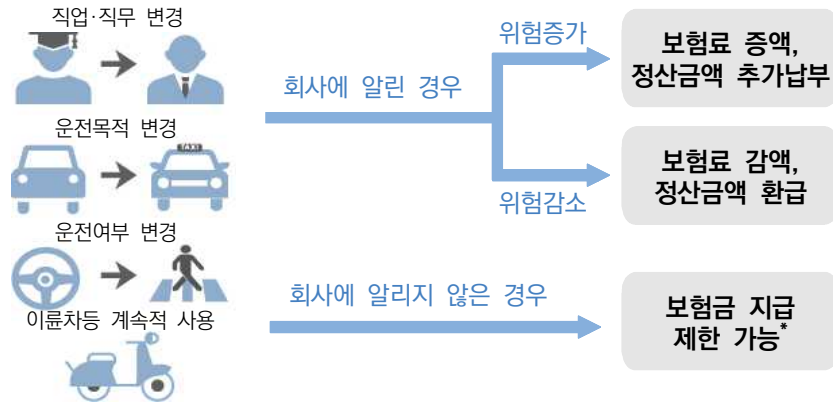 직업·직무 변경
운전목적 변경
TAXI
운전여부 변경
이륜차등 계속적 사용
회사에 알린 경우
위험증가
위험감소
보험료 증액,
정산금액 추가납부
보험료 감액,
정산금액 환급
회사에 알리지 않은 경우
보험금 지급
제한 가능*